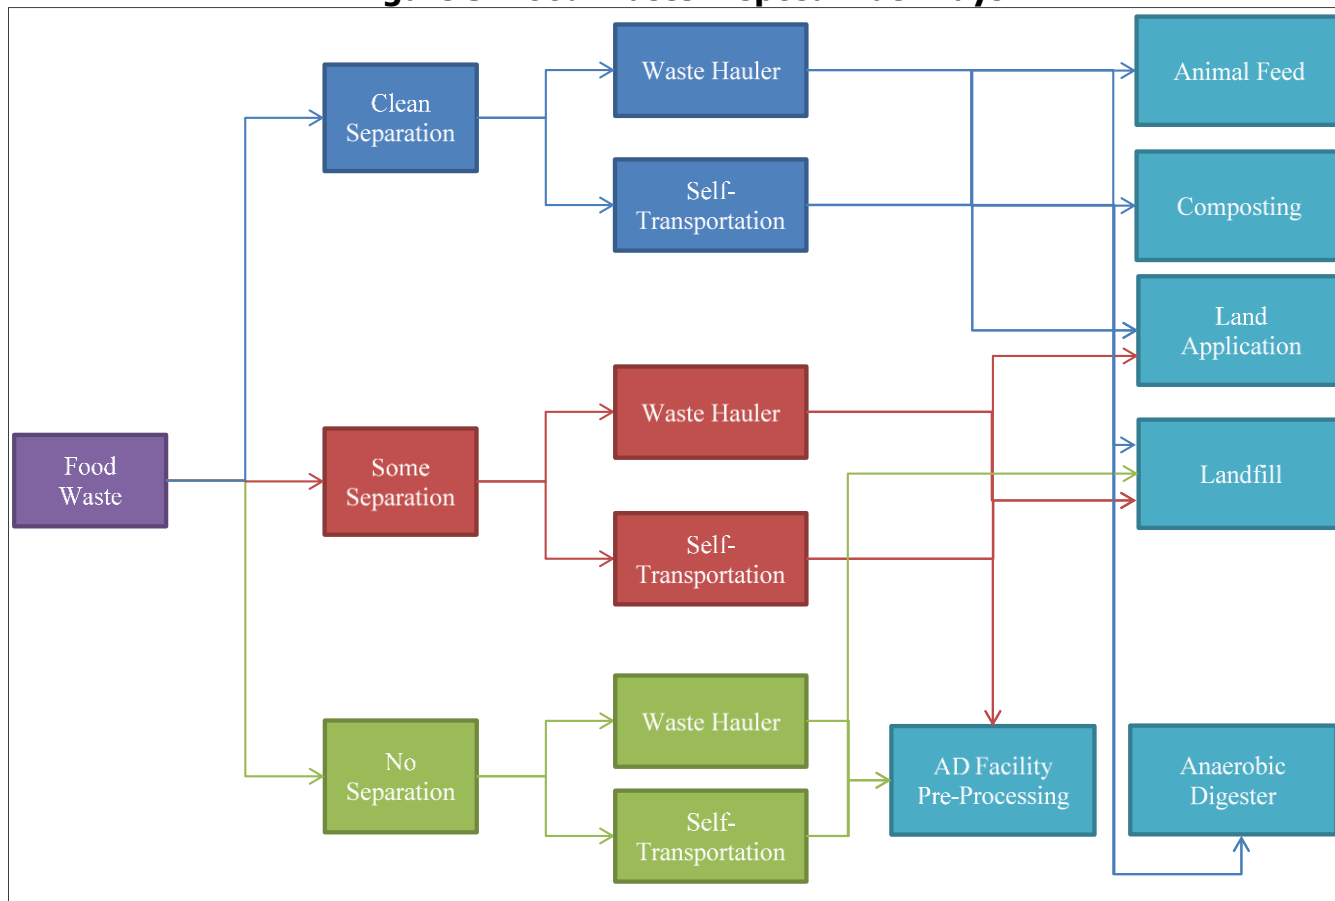 Clean
Separation
Waste Hauler
Self-
Transportation
Animal Feed
Composting
Land
Application
Food
Waste
Some
Separation
Waste Hauler
Self-
Transportation
Landfill
No
Separation
Waste Hauler
Self-
Transportation
AD Facility
Pre-Processing
Anaerobic
Digester